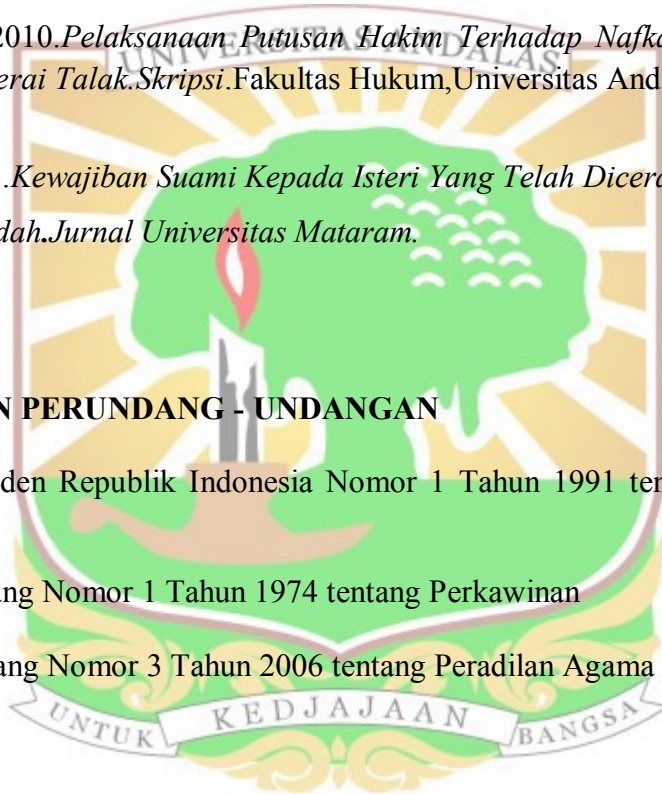 2010.Pelaksanaan Putusan Hakim Terhadap Nafka
UNIVERSITAS ANDALAS
erai Talak.Skripsi.Fakultas Hukum,Universitas And
.Kewajiban Suami Kepada Isteri Yang Telah Dicera
dah.Jurnal Universitas Mataram.
N PERUNDANG - UNDANGAN
den Republik Indonesia Nomor 1 Tahun 1991 ten
ng Nomor 1 Tahun 1974 tentang Perkawinan
ang Nomor 3 Tahun 2006 tentang Peradilan Agama
UNTUK KEDJAJAAN BANGSA